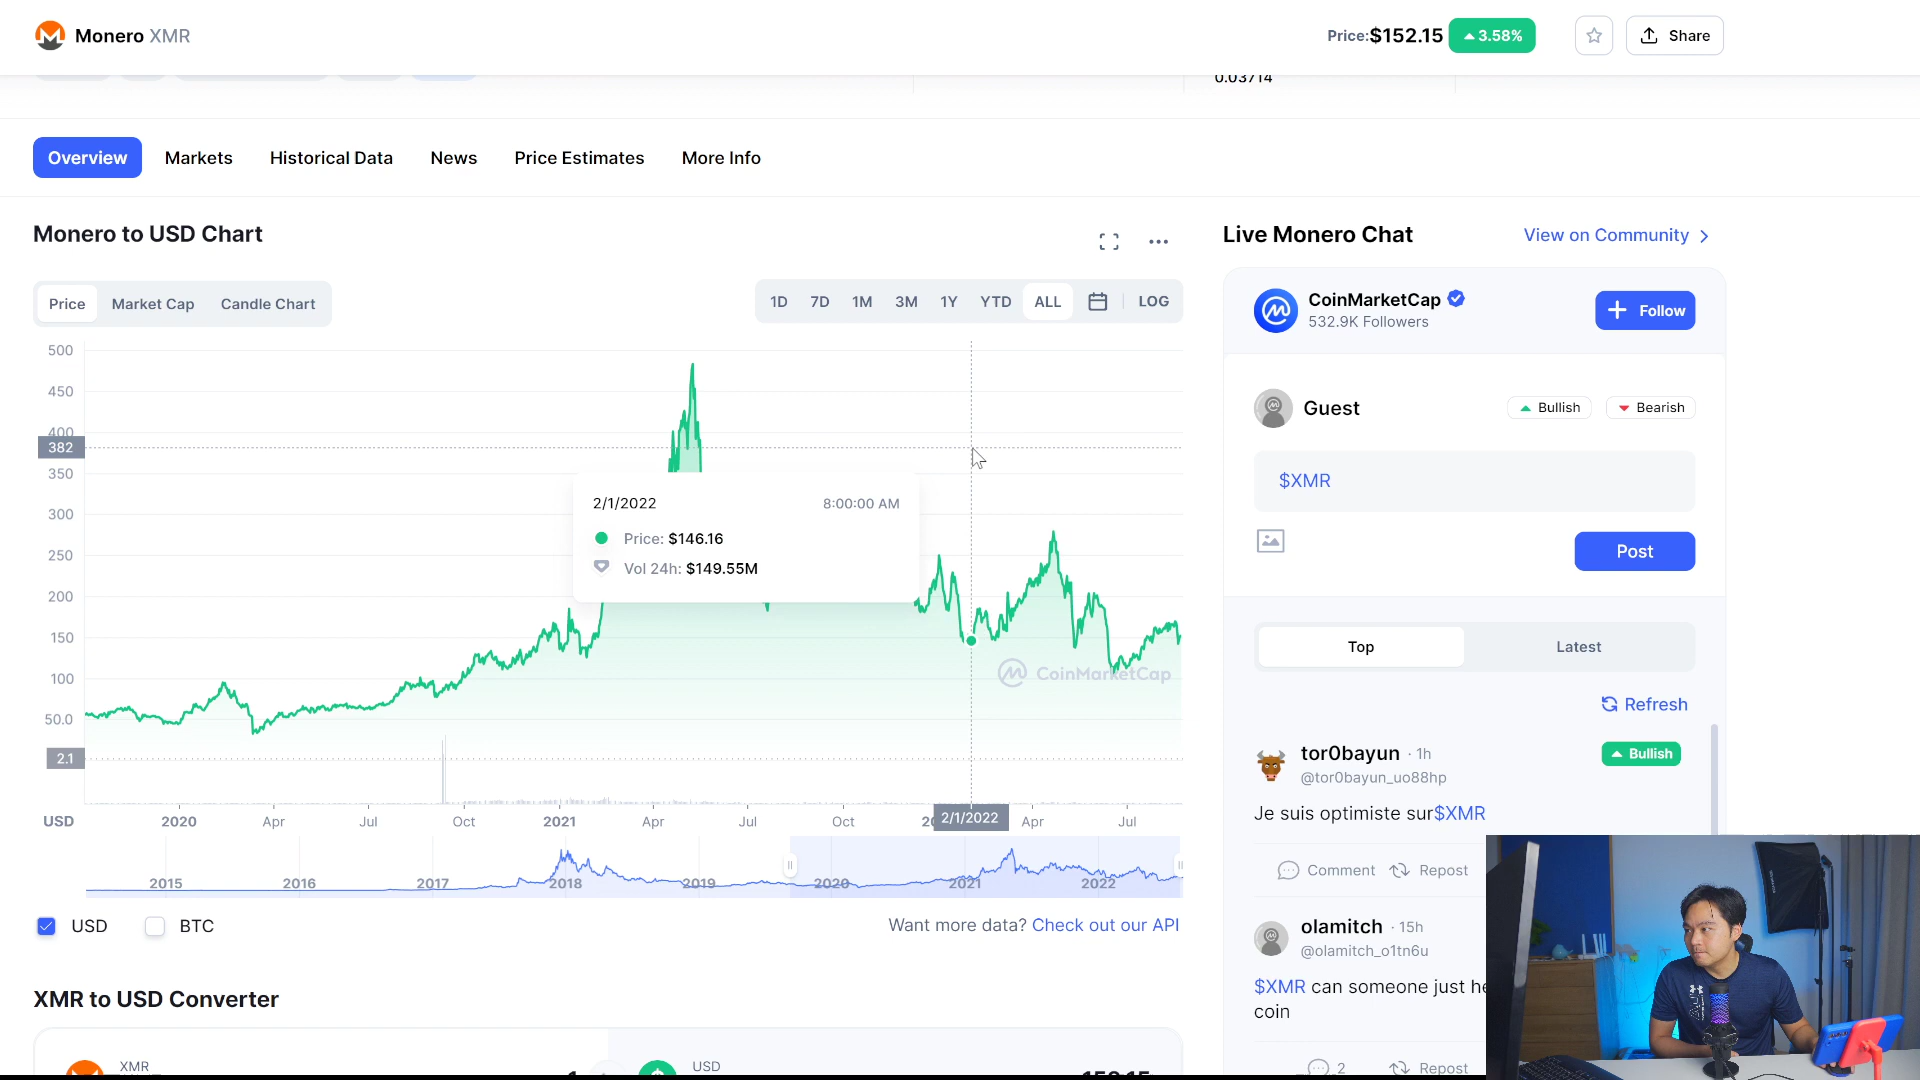 Monero XMR
Price:$152.15 3.58%
Share
0.03714
Overview Markets Historical Data News Price Estimates More Info
Monero to USD Chart
Price Market Cap Candle Chart
1D 7D 1M 3M 1Y YTD ALL LOG
500
450
400
382
350
300
250
200
150
100
50.0
2.1
2/1/2022 8:00:00 AM
Price: $146.16
Vol 24h: $149.55M
CoinMarketCap
USD 2020 Apr Jul Oct 2021 Apr Jul Oct 2/1/2022 Apr Jul
2015 2016 2017 2018 2019 2020 2021 2022
USD BTC
Want more data? Check out our API
XMR to USD Converter
XMR
USD
Live Monero Chat
View on Community
CoinMarketCap
532.9K Followers
Follow
Guest
Bullish Bearish
$XMR
Post
Top Latest
Refresh
tor0bayun · 1h
Bullish
@tor0bayun_uo88hp
Je suis optimiste sur$XMR
Comment Repost
olamitch · 15h
@olamitch_o1tn6u
$XMR can someone just
coin
2 Repost